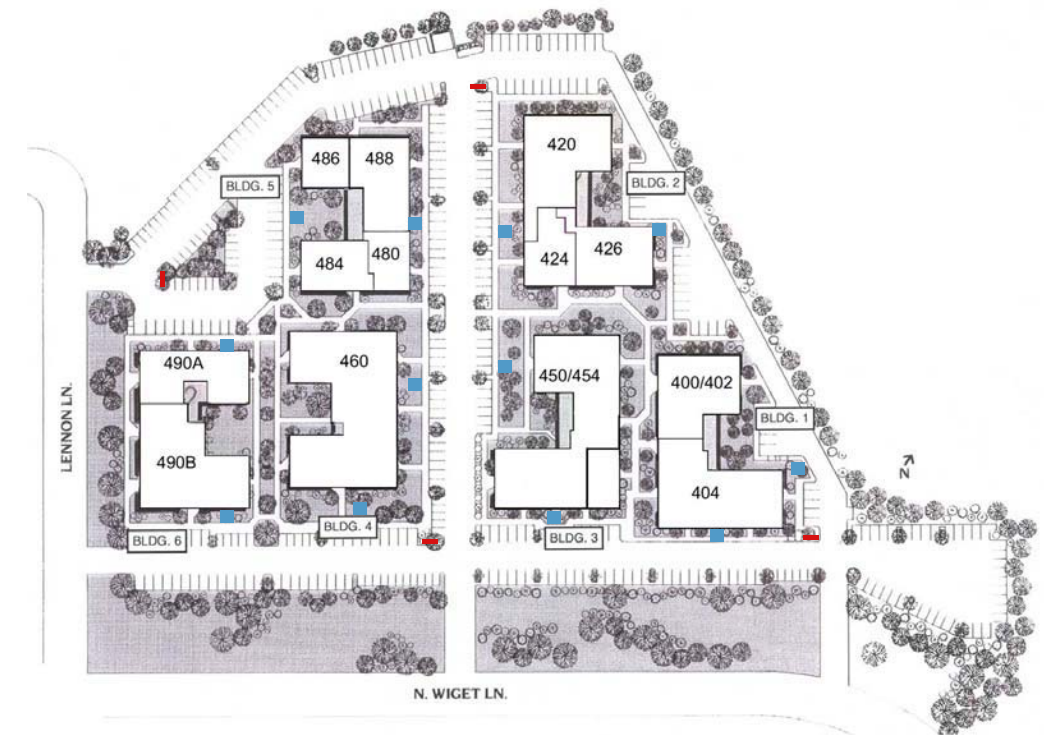 420
486
488
BLDG. 5
BLDG. 2
424
426
484
480
490A
460
450/454
400/402
BLDG. 1
LENNON LN.
490B
404
N
BLDG. 6
BLDG. 4
BLDG. 3
N. WIGET LN.